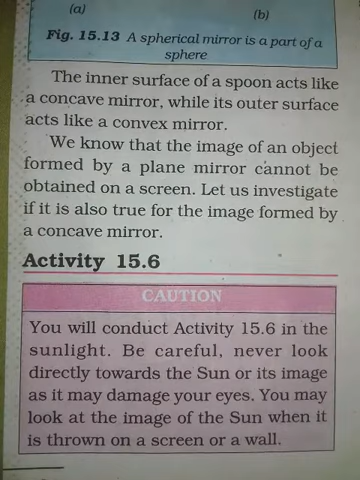 (a) (b)
Fig. 15.13 A spherical mirror is a part of a
sphere
The inner surface of a spoon acts like
a concave mirror, while its outer surface
acts like a convex mirror.
We know that the image of an object
formed by a plane mirror cannot be
obtained on a screen. Let us investigate
if it is also true for the image formed by
a concave mirror.
Activity 15.6
CAUTION
You will conduct Activity 15.6 in the
sunlight. Be careful, never look
directly towards the Sun or its image
as it may damage your eyes. You may
look at the image of the Sun when it
is thrown on a screen or a wall.